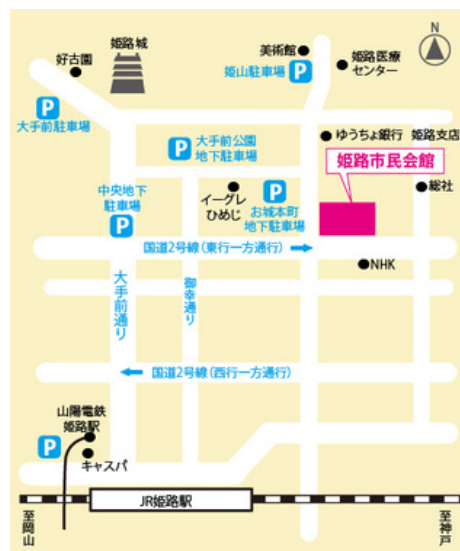 N
姫路城
好古園
美術館
姫路医療
センター
姫山駐車場
P
P
大手前駐車場
P
大手前公園
地下駐車場
ゆうちょ銀行 姫路支店
姫路市民会館
総社
中央地下
駐車場
P
イーグレ
ひめじ
P
お城本町
地下駐車場
国道2号線(東行一方通行)
NHK
大手前通り
御幸通り
国道2号線(西行一方通行)
山陽電鉄
姫路駅
P
キャスパ
JR姫路駅
至岡山
至神戸